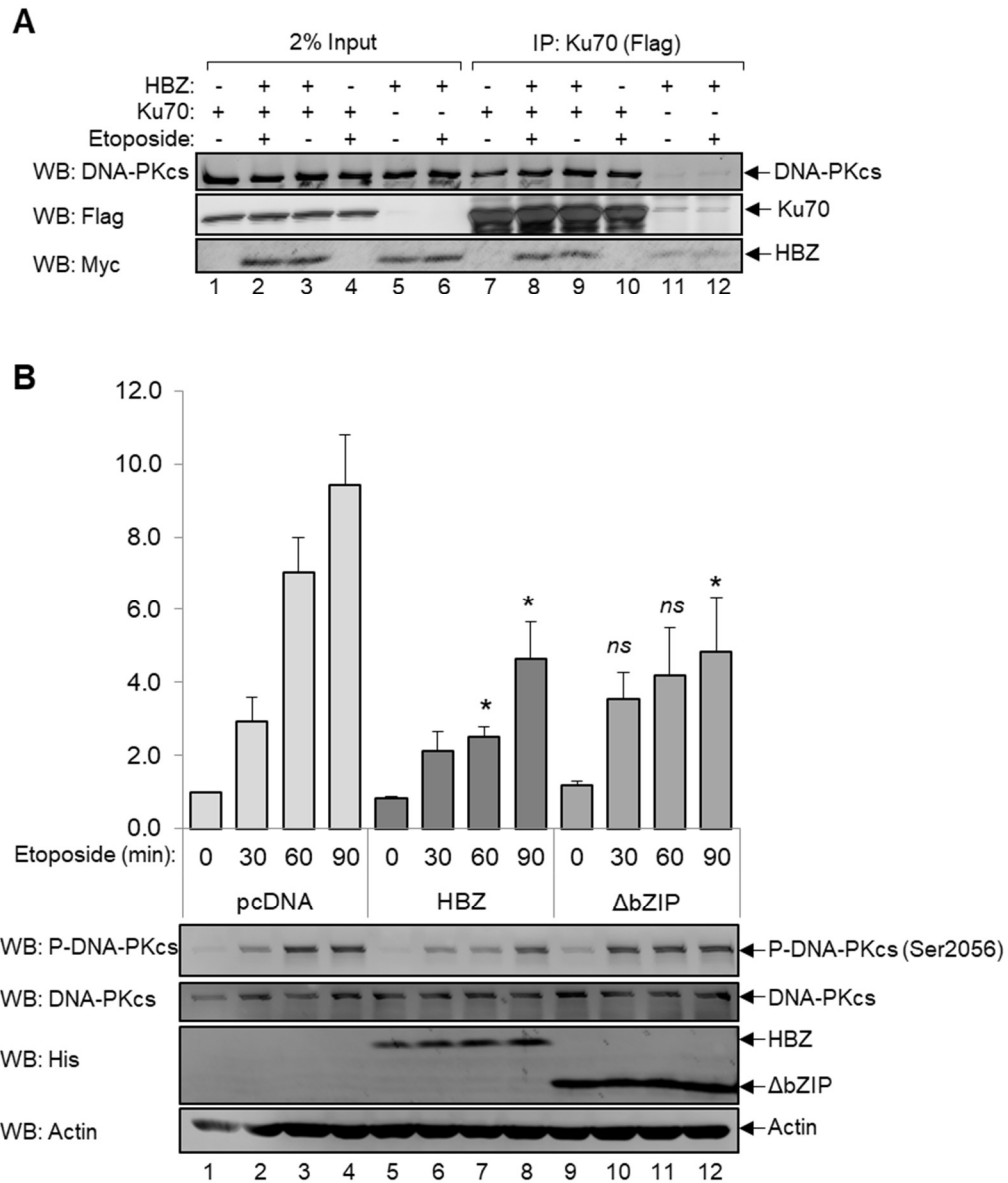 A
2% Input IP: Ku70 (Flag)
HBZ: - + + - + + - + + - + +
Ku70: + + + + - - + + + + - -
Etoposide: - + - + - + - + - + - +
WB: DNA-PKcs DNA-PKcs
WB: Flag Ku70
WB: Myc HBZ
1 2 3 4 5 6 7 8 9 10 11 12
B
12.0
10.0
8.0
6.0
4.0
2.0
0.0
* * ns ns *
Etoposide (min): 0 30 60 90 0 30 60 90 0 30 60 90
pcDNA HBZ ΔbZIP
WB: P-DNA-PKcs P-DNA-PKcs (Ser2056)
WB: DNA-PKcs DNA-PKcs
WB: His HBZ
ΔbZIP
WB: Actin Actin
1 2 3 4 5 6 7 8 9 10 11 12